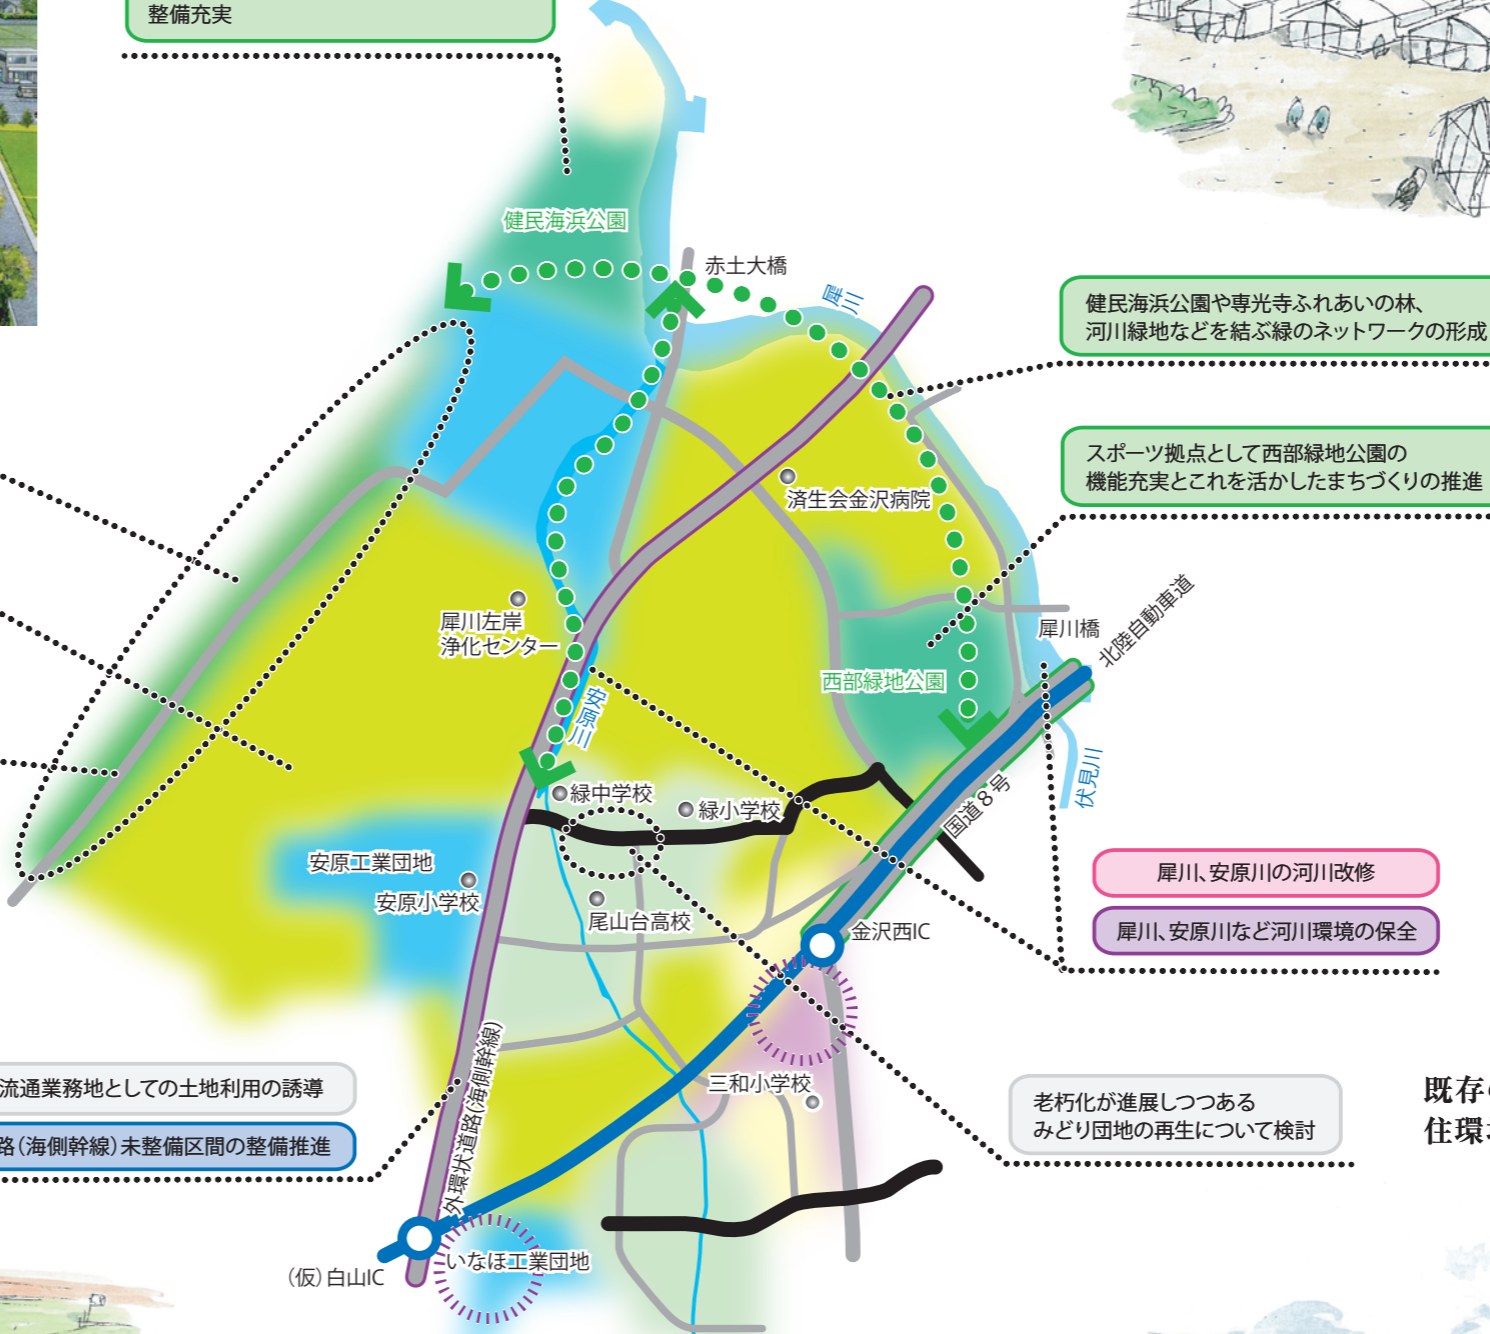 整備充実
健民海浜公園
赤土大橋
犀川
健民海浜公園や専光寺ふれあいの林、
河川緑地などを結ぶ緑のネットワークの形成
スポーツ拠点として西部緑地公園の
機能充実とこれを活かしたまちづくりの推進
済生会金沢病院
犀川左岸
浄化センター
犀川橋
北陸自動車道
西部緑地公園
安原川
伏見川
国道8号
緑中学校
緑小学校
安原工業団地
安原小学校
尾山台高校
金沢西IC
犀川、安原川の河川改修
犀川、安原川など河川環境の保全
流通業務地としての土地利用の誘導
路(海側幹線)未整備区間の整備推進
外環状道路(海側幹線)
三和小学校
老朽化が進展しつつある
みどり団地の再生について検討
既存
住環
(仮)白山IC
いなほ工業団地